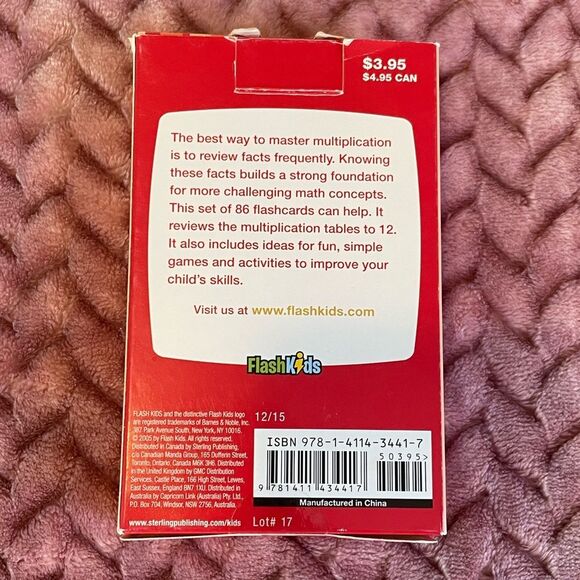 $3.95
$4.95 CAN
The best way to master multiplication
is to review facts frequently. Knowing
these facts builds a strong foundation
for more challenging math concepts.
This set of 86 flashcards can help. It
reviews the multiplication tables to 12.
It also includes ideas for fun, simple
games and activities to improve your
child's skills.
Visit us at www.flashkids.com
FlashKids
FLASH KIDS and the distinctive Flash Kids logo
are registered trademarks of Barnes & Noble, Inc.
387 Park Avenue South, New York, NY 10016.
© 2005 by Flash Kids. All rights reserved.
Distributed in Canada by Sterling Publishing,
c/o Canadian Manda Group, 165 Dufferin Street,
Toronto, Ontario, Canada M6K 3H6. Distributed
in the United Kingdom by GMC Distribution
Services, Castle Place, 166 High Street, Lewes,
East Sussex, England BN7 1XU. Distributed in
Australia by Capricorn Link (Australia) Pty. Ltd.,
P.O. Box 704, Windsor, NSW 2756, Australia.
www.sterlingpublishing.com/kids
12/15
ISBN 978-1-4114-3441-7
50395>
9 781411 434417
Manufactured in China
Lot# 17